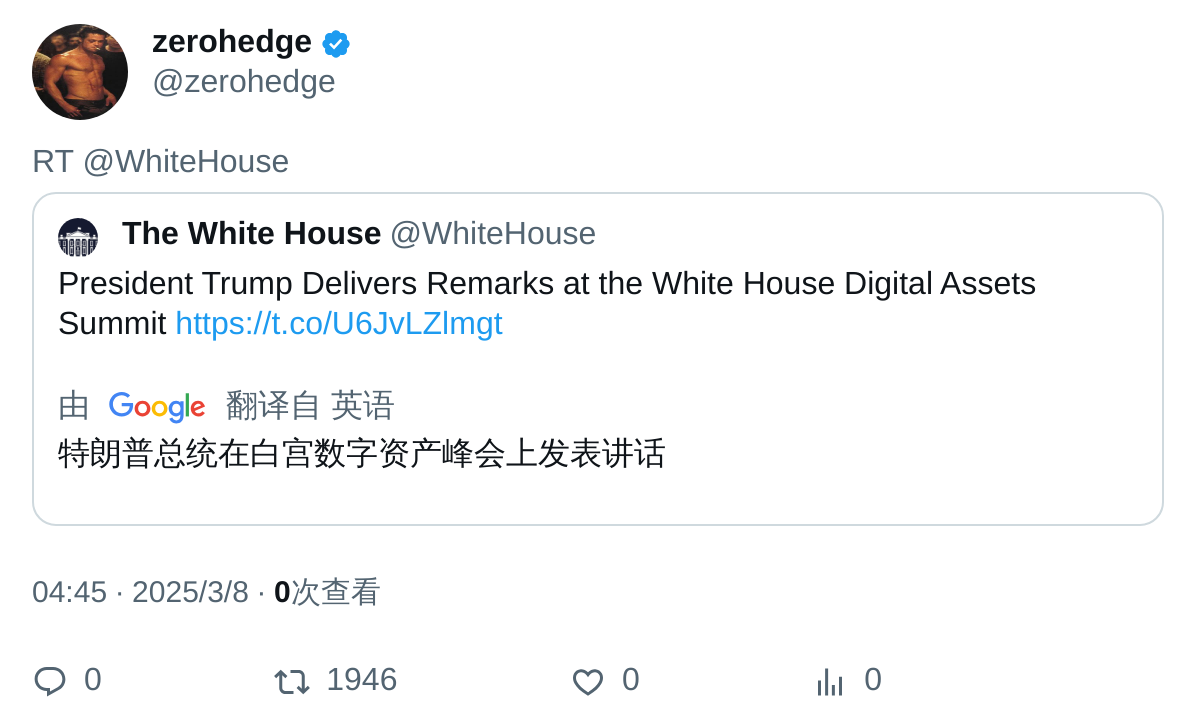 zerohedge
@zerohedge
RT @WhiteHouse
The White House @WhiteHouse
President Trump Delivers Remarks at the White House Digital Assets
Summit https://t.co/U6JvLZlmgt
由 Google 翻译自 英语
特朗普总统在白宫数字资产峰会上发表讲话
04:45 · 2025/3/8 · 0次查看
0 1946 0 0